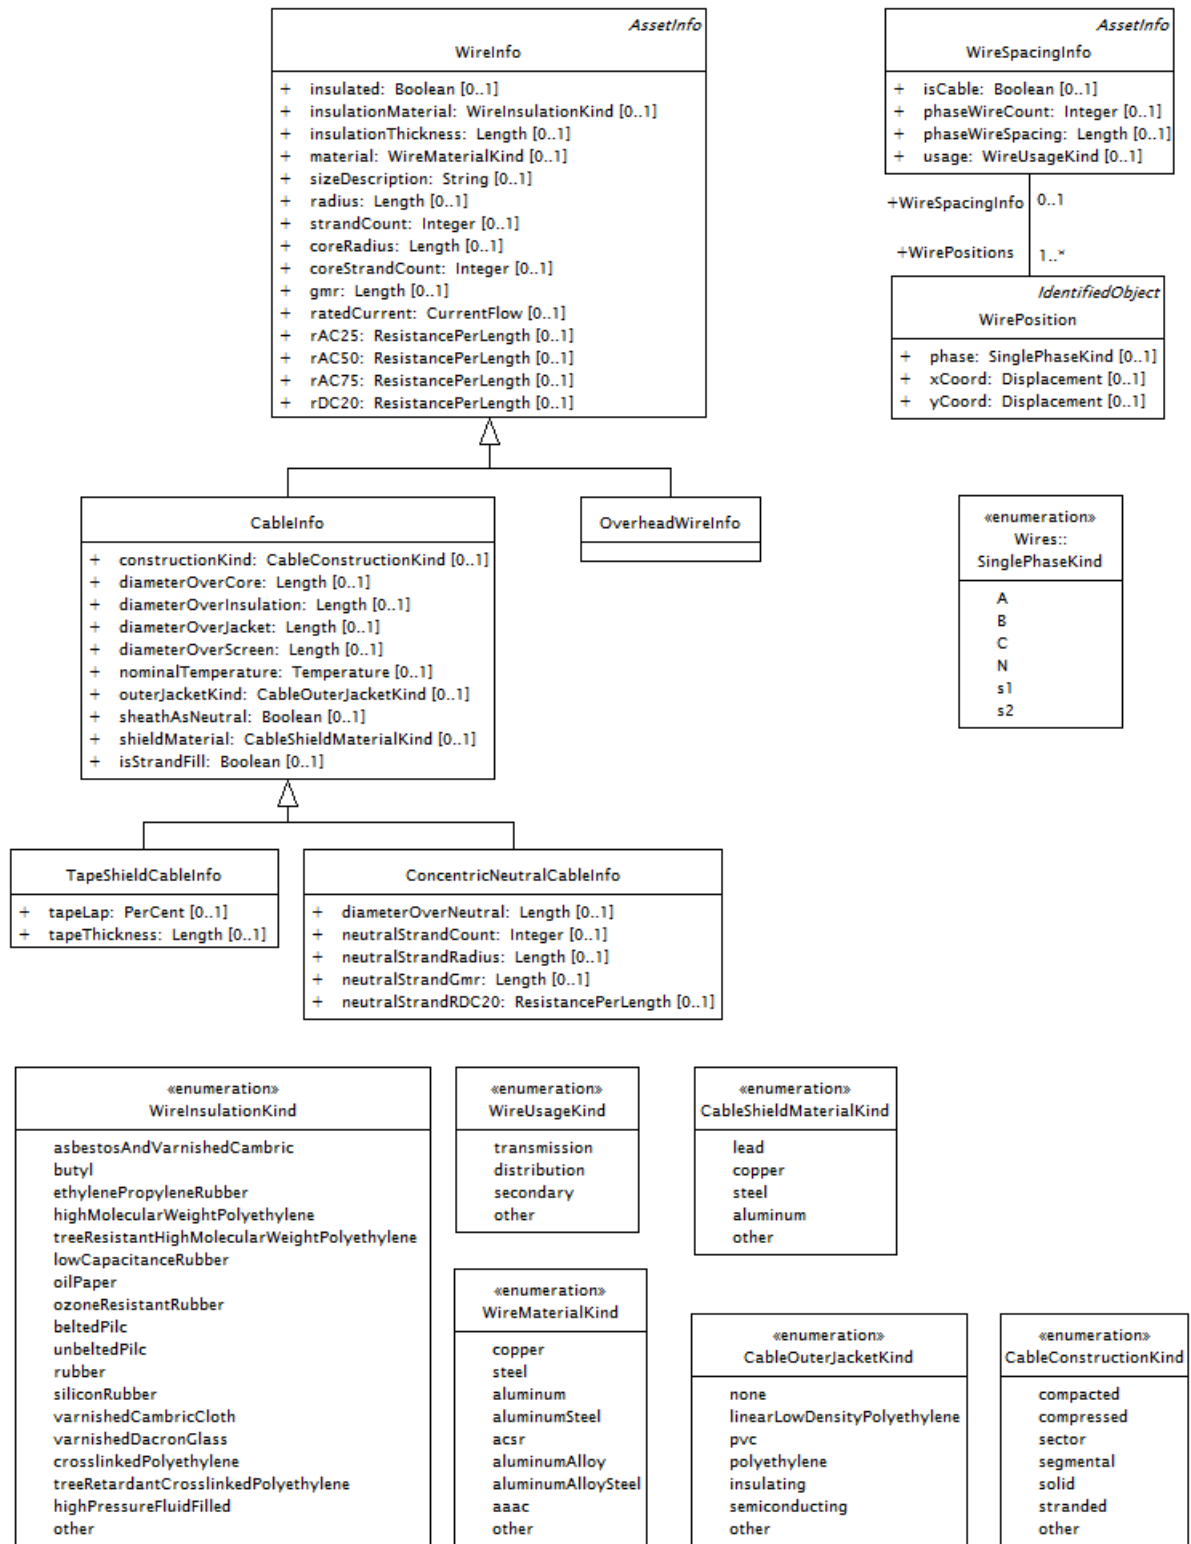 AssetInfo
WireInfo
+ insulated: Boolean [0..1]
+ insulationMaterial: WireInsulationKind [0..1]
+ insulationThickness: Length [0..1]
+ material: WireMaterialKind [0..1]
+ sizeDescription: String [0..1]
+ radius: Length [0..1]
+ strandCount: Integer [0..1]
+ coreRadius: Length [0..1]
+ coreStrandCount: Integer [0..1]
+ gmr: Length [0..1]
+ ratedCurrent: CurrentFlow [0..1]
+ rAC25: ResistancePerLength [0..1]
+ rAC50: ResistancePerLength [0..1]
+ rAC75: ResistancePerLength [0..1]
+ rDC20: ResistancePerLength [0..1]
AssetInfo
WireSpacingInfo
+ isCable: Boolean [0..1]
+ phaseWireCount: Integer [0..1]
+ phaseWireSpacing: Length [0..1]
+ usage: WireUsageKind [0..1]
+WireSpacingInfo 0..1
+WirePositions 1..*
IdentifiedObject
WirePosition
+ phase: SinglePhaseKind [0..1]
+ xCoord: Displacement [0..1]
+ yCoord: Displacement [0..1]
CableInfo
+ constructionKind: CableConstructionKind [0..1]
+ diameterOverCore: Length [0..1]
+ diameterOverInsulation: Length [0..1]
+ diameterOverJacket: Length [0..1]
+ diameterOverScreen: Length [0..1]
+ nominalTemperature: Temperature [0..1]
+ outerJacketKind: CableOuterJacketKind [0..1]
+ sheathAsNeutral: Boolean [0..1]
+ shieldMaterial: CableShieldMaterialKind [0..1]
+ isStrandFill: Boolean [0..1]
OverheadWireInfo
«enumeration»
Wires::
SinglePhaseKind
A
B
C
N
s1
s2
TapeShieldCableInfo
+ tapeLap: PerCent [0..1]
+ tapeThickness: Length [0..1]
ConcentricNeutralCableInfo
+ diameterOverNeutral: Length [0..1]
+ neutralStrandCount: Integer [0..1]
+ neutralStrandRadius: Length [0..1]
+ neutralStrandGmr: Length [0..1]
+ neutralStrandRDC20: ResistancePerLength [0..1]
«enumeration»
WireInsulationKind
asbestosAndVarnishedCambric
butyl
ethylenePropyleneRubber
highMolecularWeightPolyethylene
treeResistantHighMolecularWeightPolyethylene
lowCapacitanceRubber
oilPaper
ozoneResistantRubber
beltedPilc
unbeltedPilc
rubber
siliconRubber
varnishedCambricCloth
varnishedDacronGlass
crosslinkedPolyethylene
treeRetardantCrosslinkedPolyethylene
highPressureFluidFilled
other
«enumeration»
WireUsageKind
transmission
distribution
secondary
other
«enumeration»
CableShieldMaterialKind
lead
copper
steel
aluminum
other
«enumeration»
WireMaterialKind
copper
steel
aluminum
aluminumSteel
acsr
aluminumAlloy
aluminumAlloySteel
aaac
other
«enumeration»
CableOuterJacketKind
none
linearLowDensityPolyethylene
pvc
polyethylene
insulating
semiconducting
other
«enumeration»
CableConstructionKind
compacted
compressed
sector
segmental
solid
stranded
other